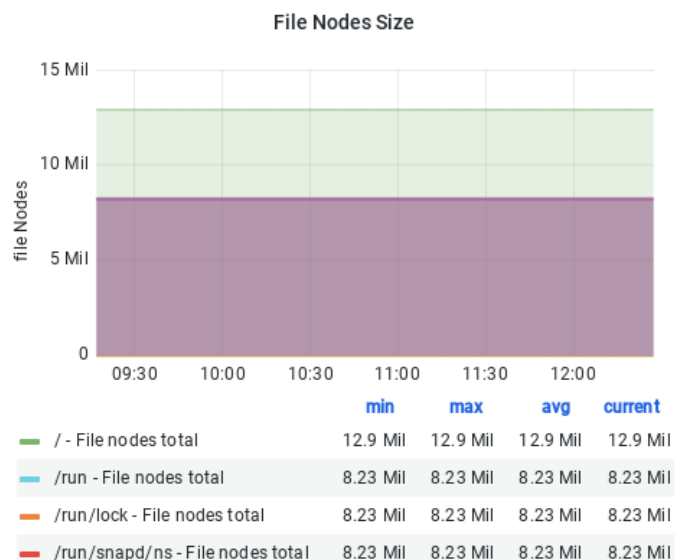 File Nodes Size
15 Mil
10 Mil
5 Mil
0
file Nodes
09:30 10:00 10:30 11:00 11:30 12:00
min max avg current
/ - File nodes total 12.9 Mil 12.9 Mil 12.9 Mil 12.9 Mil
/run - File nodes total 8.23 Mil 8.23 Mil 8.23 Mil 8.23 Mil
/run/lock - File nodes total 8.23 Mil 8.23 Mil 8.23 Mil 8.23 Mil
/run/snapd/ns - File nodes total 8.23 Mil 8.23 Mil 8.23 Mil 8.23 Mil